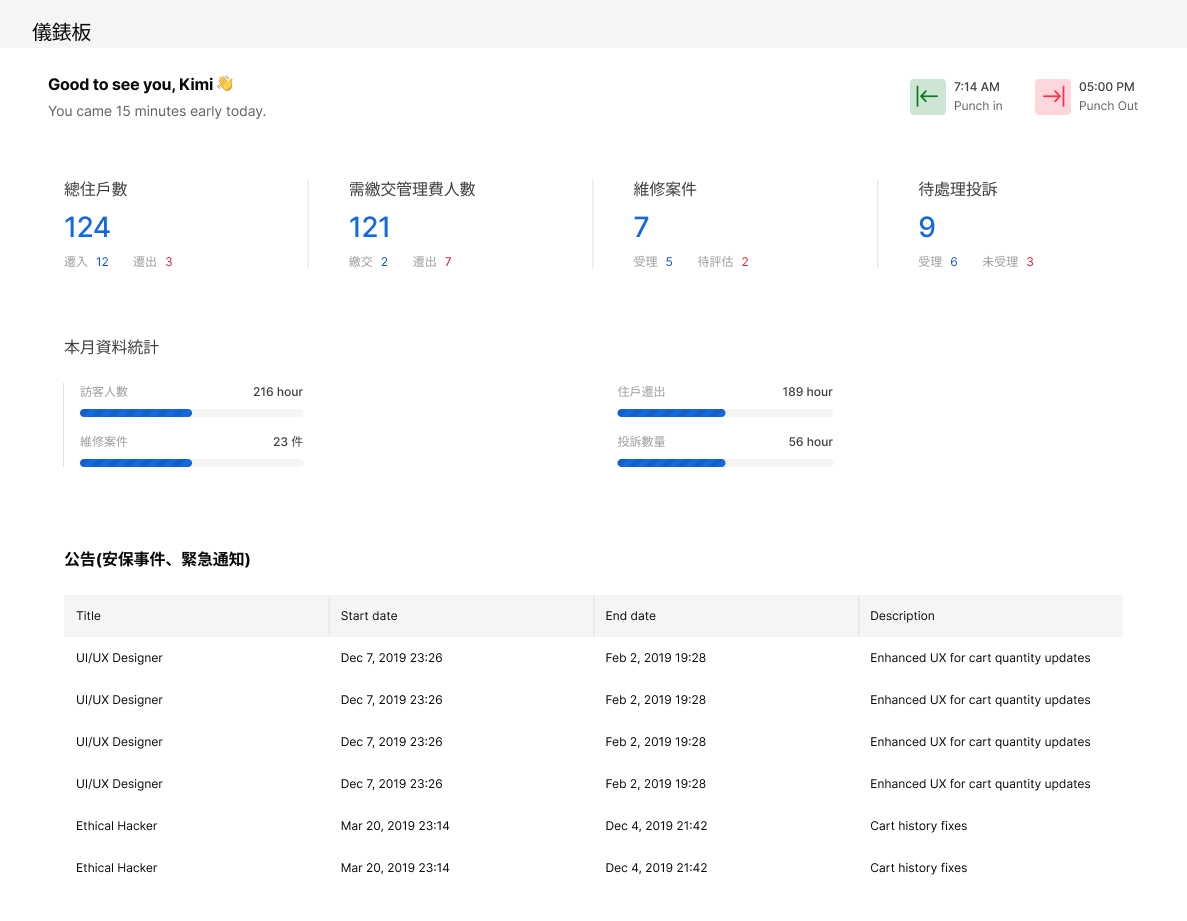 儀錶板
Good to see you, Kimi 👋
You came 15 minutes early today.
7:14 AM
Punch in
05:00 PM
Punch Out
總住戶數
124
遷入 12 遷出 3
需繳交管理費人數
121
繳交 2 遷出 7
維修案件
7
受理 5 待評估 2
待處理投訴
9
受理 6 未受理 3
本月資料統計
訪客人數 216 hour
維修案件 23 件
住戶遷出 189 hour
投訴數量 56 hour
公告(安保事件、緊急通知)
Title Start date End date Description
UI/UX Designer Dec 7, 2019 23:26 Feb 2, 2019 19:28 Enhanced UX for cart quantity updates
UI/UX Designer Dec 7, 2019 23:26 Feb 2, 2019 19:28 Enhanced UX for cart quantity updates
UI/UX Designer Dec 7, 2019 23:26 Feb 2, 2019 19:28 Enhanced UX for cart quantity updates
UI/UX Designer Dec 7, 2019 23:26 Feb 2, 2019 19:28 Enhanced UX for cart quantity updates
Ethical Hacker Mar 20, 2019 23:14 Dec 4, 2019 21:42 Cart history fixes
Ethical Hacker Mar 20, 2019 23:14 Dec 4, 2019 21:42 Cart history fixes